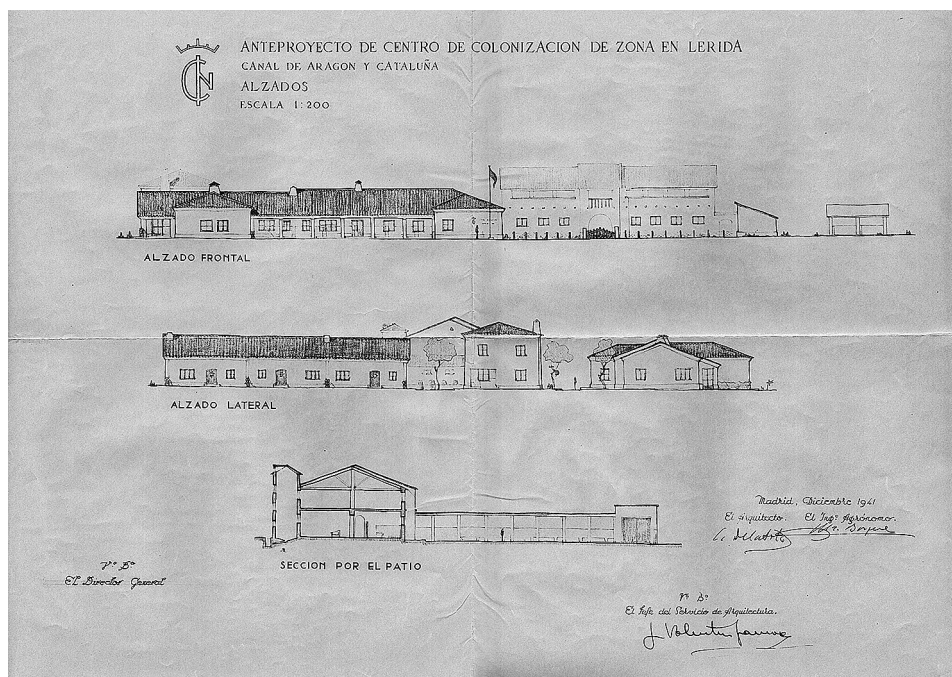 ANTEPROYECTO DE CENTRO DE COLONIZACION DE ZONA EN LERIDA
CANAL DE ARAGON Y CATALUÑA
ALZADOS
ESCALA 1:200
ALZADO FRONTAL
ALZADO LATERAL
SECCION POR EL PATIO
Madrid, Diciembre 1941
El Arquitecto. El Ingº Agrónomo.
Vº Bº
El Director General
Vº Bº
El Jefe del Servicio de Arquitectura.